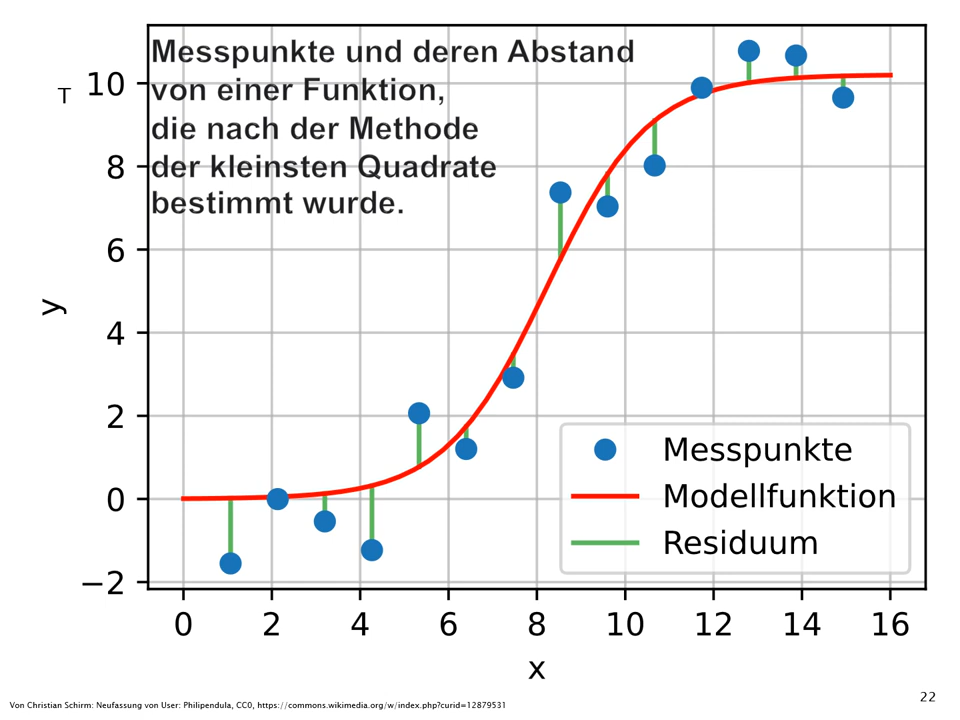 Messpunkte und deren Abstand
von einer Funktion,
die nach der Methode
der kleinsten Quadrate
bestimmt wurde.
T
10
8
6
4
2
0
−2
y
Messpunkte
Modellfunktion
Residuum
0 2 4 6 8 10 12 14 16
x
22
Von Christian Schirm: Neufassung von User: Philipendula, CC0, https://commons.wikimedia.org/w/index.php?curid=12879531